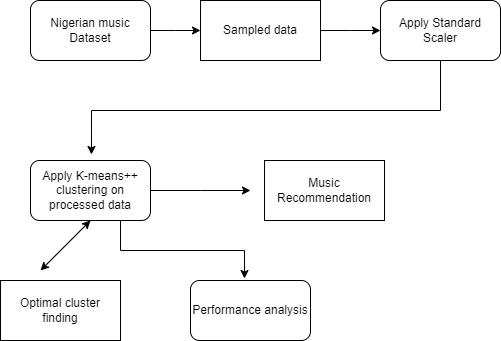 Nigerian music
Dataset
Sampled data
Apply Standard
Scaler
Apply K-means++
clustering on
processed data
Music
Recommendation
Optimal cluster
finding
Performance analysis